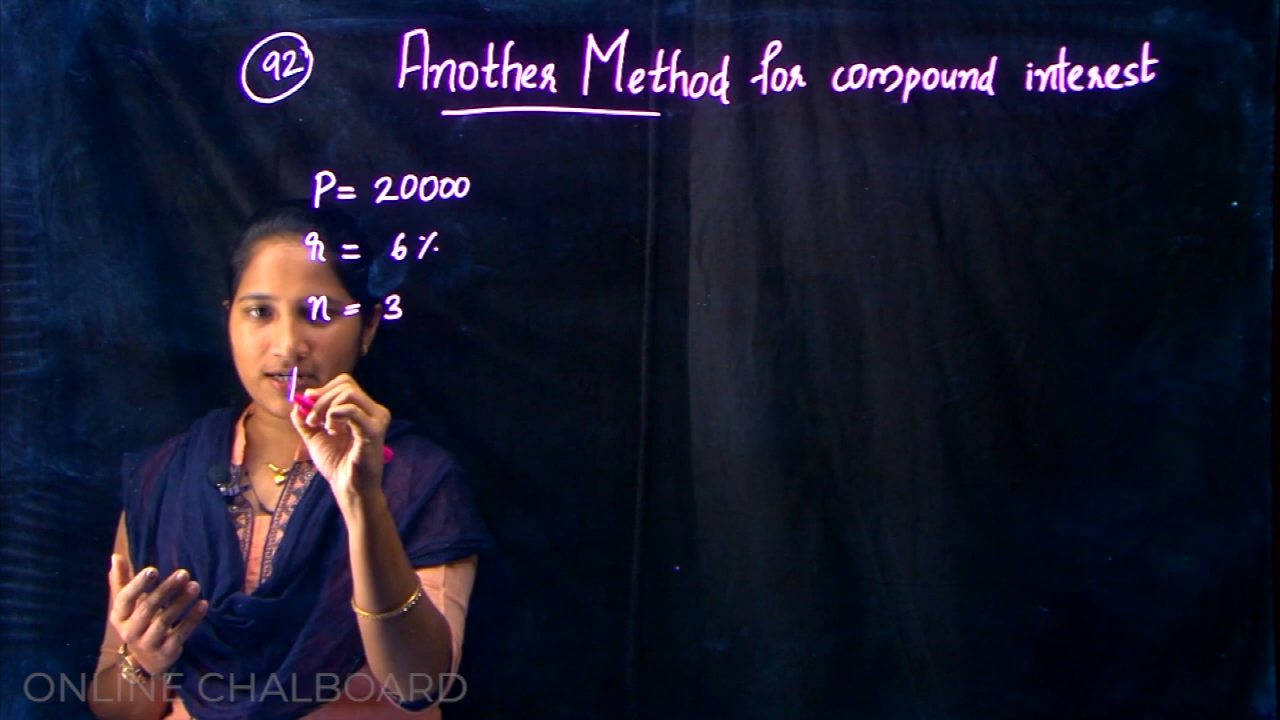 92 Another Method for compound interest
P = 20000
r = 6%
n = 3
ONLINE CHALBOARD